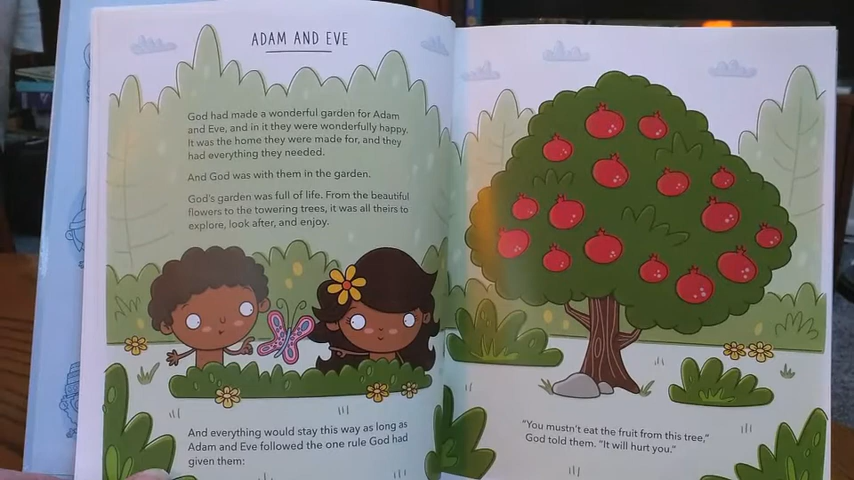 ADAM AND EVE
God had made a wonderful garden for Adam
and Eve, and in it they were wonderfully happy.
It was the home they were made for, and they
had everything they needed.
And God was with them in the garden.
God's garden was full of life. From the beautiful
flowers to the towering trees, it was all theirs to
explore, look after, and enjoy.
And everything would stay this way as long as
Adam and Eve followed the one rule God had
given them:
"You mustn't eat the fruit from this tree,"
God told them. "It will hurt you."